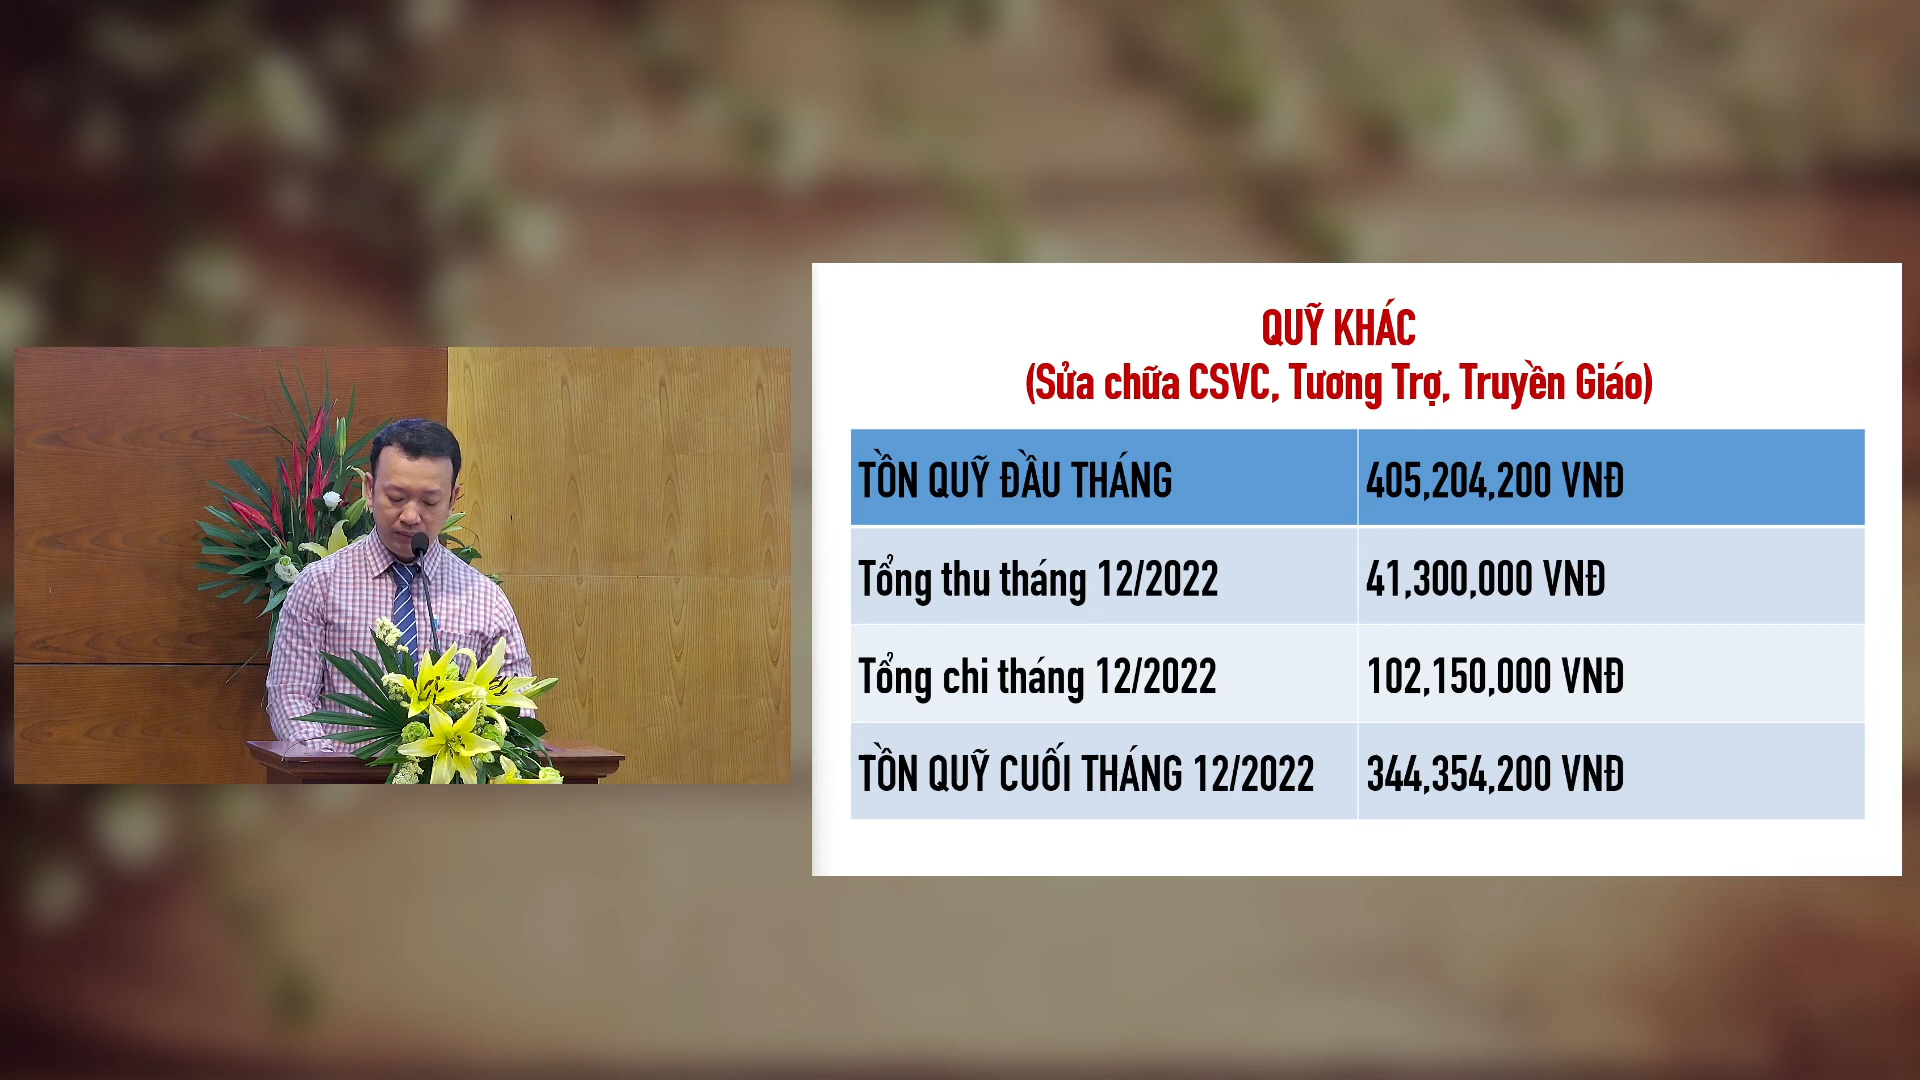 QUỸ KHÁC
(Sửa chữa CSVC, Tương Trợ, Truyền Giáo)
TỒN QUỸ ĐẦU THÁNG 405,204,200 VNĐ
Tổng thu tháng 12/2022 41,300,000 VNĐ
Tổng chi tháng 12/2022 102,150,000 VNĐ
TỒN QUỸ CUỐI THÁNG 12/2022 344,354,200 VNĐ